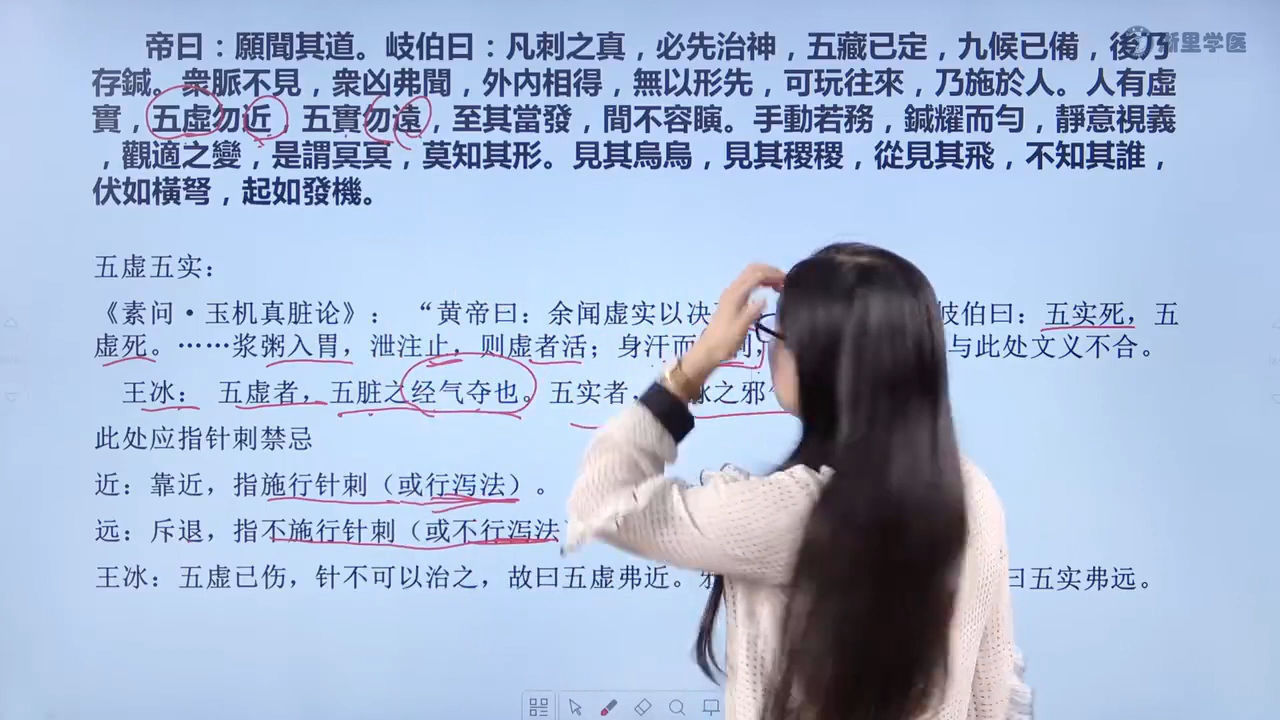 帝曰：願聞其道。岐伯曰：凡刺之真，必先治神，五藏已定，九候已備，後乃
存鍼。衆脈不見，衆凶弗聞，外內相得，無以形先，可玩往來，乃施於人。人有虛
實，五虛勿近，五實勿遠，至其當發，間不容瞚。手動若務，鍼耀而勻，靜意視義
，觀適之變，是謂冥冥，莫知其形。見其烏烏，見其稷稷，從見其飛，不知其誰，
伏如橫弩，起如發機。
学医
五虚五实：
《素问·玉机真脏论》：“黄帝曰：余闻虚实以决 岐伯曰：五实死，五
虚死。……浆粥入胃，泄注止，则虚者活；身汗而 与此处文义不合。
王冰：五虚者，五脏之经气夺也。五实者， 脉之邪
此处应指针刺禁忌
近：靠近，指施行针刺（或行泻法）。
远：斥退，指不施行针刺（或不行泻法
王冰：五虚已伤，针不可以治之，故曰五虚弗近。 曰五实弗远。